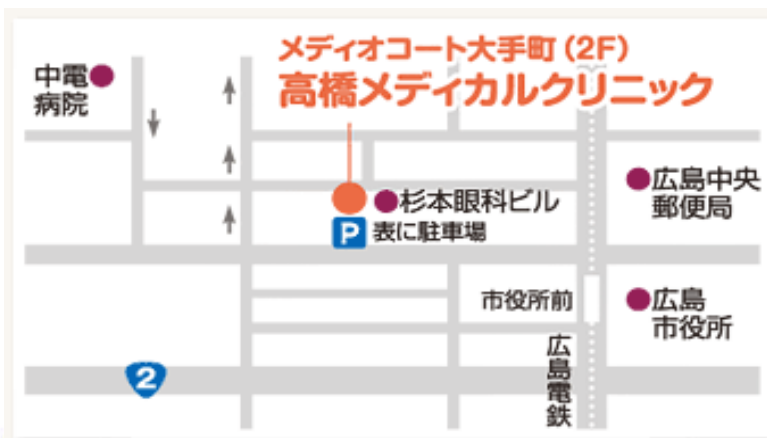 メディオコート大手町（2F）
高橋メディカルクリニック
中電
病院
杉本眼科ビル
P 表に駐車場
広島中央
郵便局
市役所前
広島
市役所
広島電鉄
2